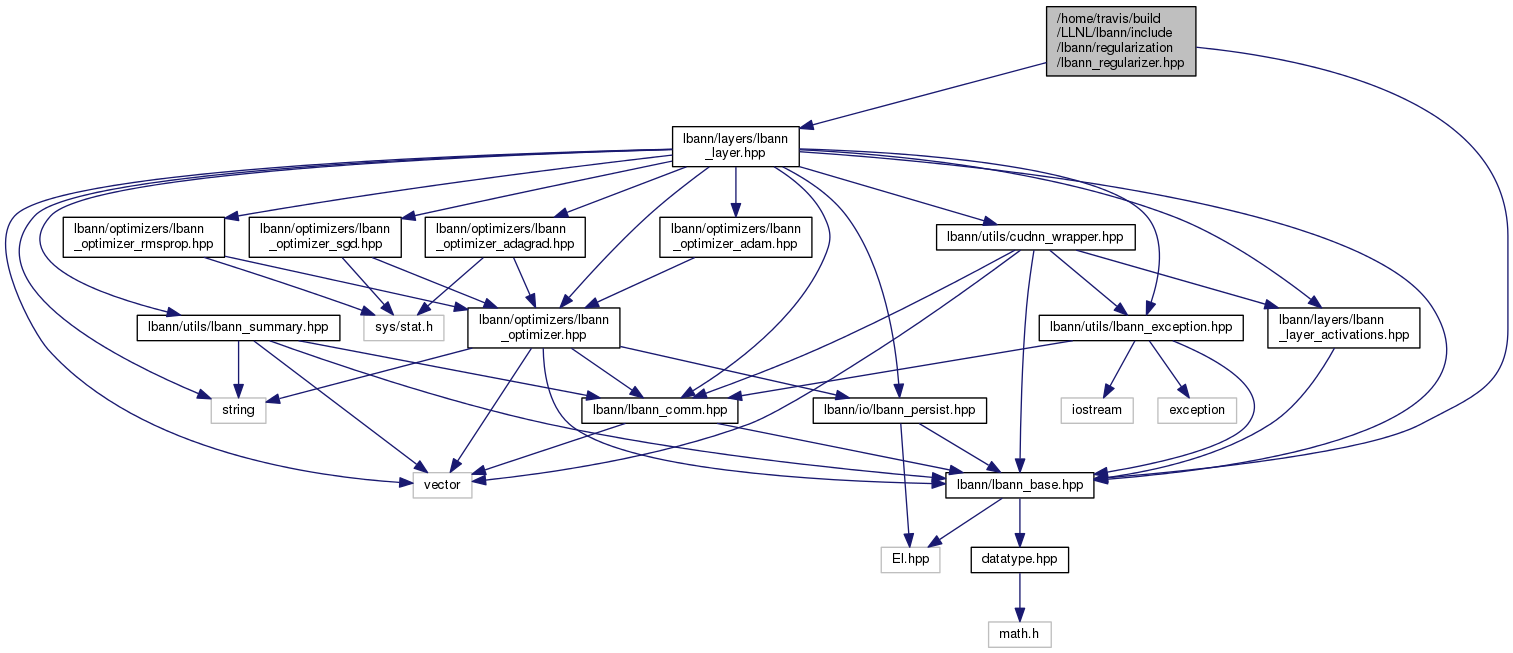 /home/travis/build
/LLNL/lbann/include
/lbann/regularization
/lbann_regularizer.hpp
lbann/layers/lbann
_layer.hpp
lbann/optimizers/lbann
_optimizer_rmsprop.hpp
lbann/optimizers/lbann
_optimizer_sgd.hpp
lbann/optimizers/lbann
_optimizer_adagrad.hpp
lbann/optimizers/lbann
_optimizer_adam.hpp
lbann/utils/cudnn_wrapper.hpp
lbann/utils/lbann_summary.hpp
sys/stat.h
lbann/optimizers/lbann
_optimizer.hpp
lbann/utils/lbann_exception.hpp
lbann/layers/lbann
_layer_activations.hpp
string
lbann/lbann_comm.hpp
lbann/io/lbann_persist.hpp
iostream
exception
vector
lbann/lbann_base.hpp
El.hpp
datatype.hpp
math.h